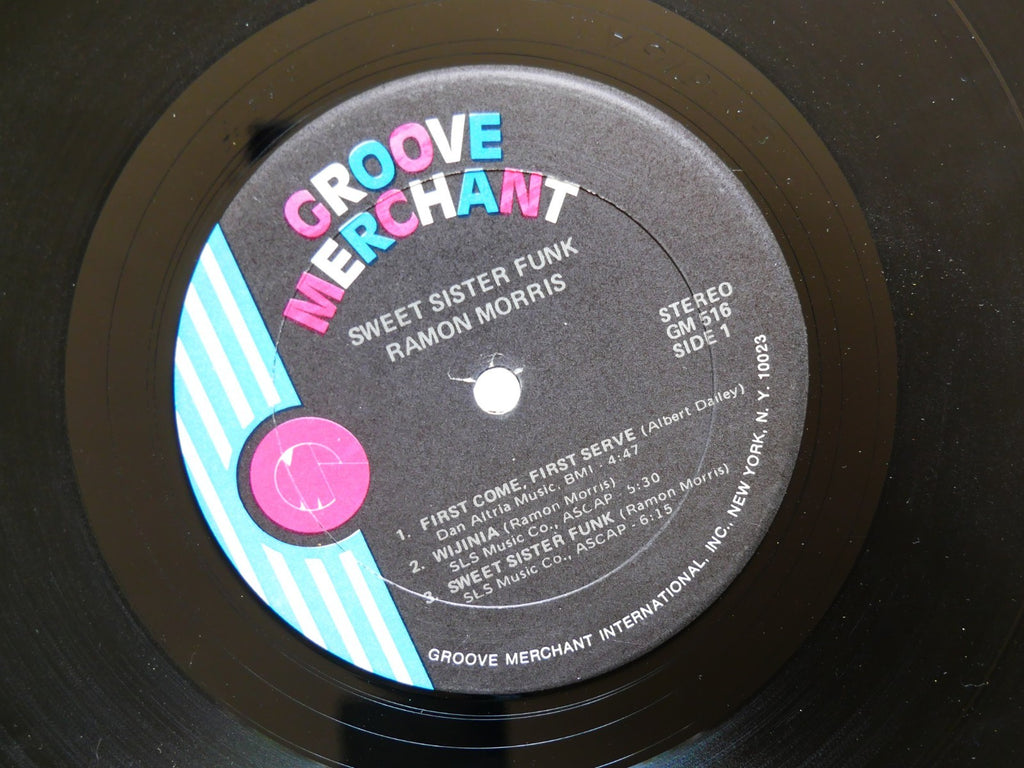 GROOVE
MERCHANT
SWEET SISTER FUNK
RAMON MORRIS
STEREO
GM 516
SIDE 1
1. FIRST COME, FIRST SERVE (Albert Dailey)
Dan Altria Music, BMI - 4:47
2. WIJINIA (Ramon Morris)
SLS Music Co., ASCAP - 5:30
3. SWEET SISTER FUNK (Ramon Morris)
SLS Music Co., ASCAP - 6:15
GROOVE MERCHANT INTERNATIONAL, INC., NEW YORK, N. Y. 10023